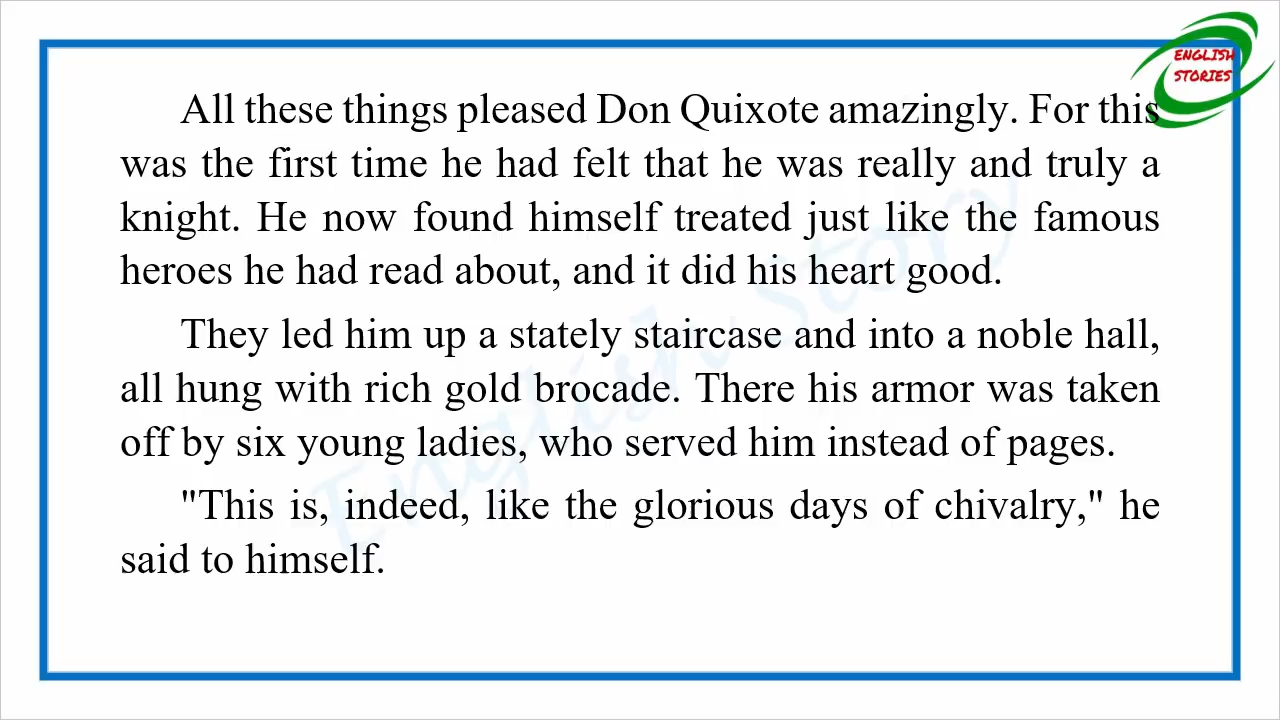 ENGLISH
STORIES
All these things pleased Don Quixote amazingly. For this
was the first time he had felt that he was really and truly a
knight. He now found himself treated just like the famous
heroes he had read about, and it did his heart good.
They led him up a stately staircase and into a noble hall,
all hung with rich gold brocade. There his armor was taken
off by six young ladies, who served him instead of pages.
"This is, indeed, like the glorious days of chivalry," he
said to himself.
English Story